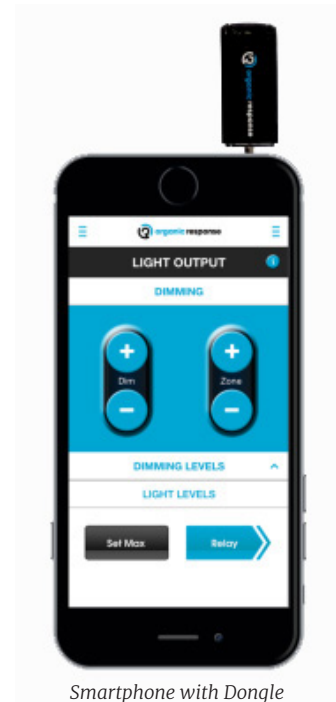 organic response
organic response
LIGHT OUTPUT
DIMMING
Dim
Zone
DIMMING LEVELS
LIGHT LEVELS
Set Max
Relay
Smartphone with Dongle